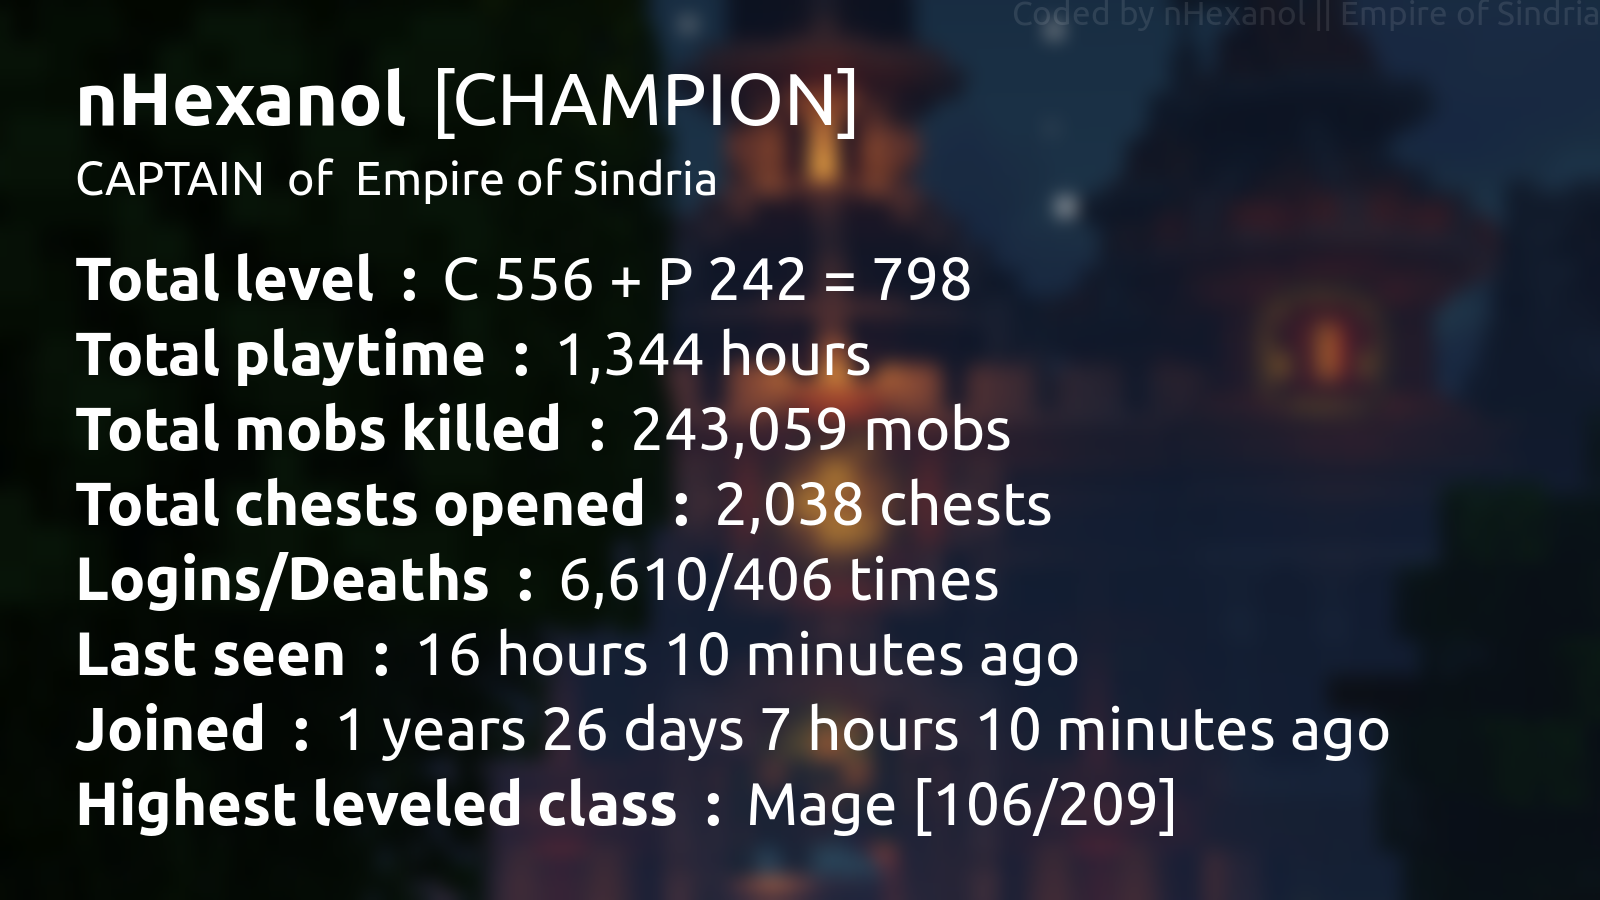 Coded by nHexanol || Empire of Sindria
nHexanol [CHAMPION]
CAPTAIN of Empire of Sindria
Total level : C 556 + P 242 = 798
Total playtime : 1,344 hours
Total mobs killed : 243,059 mobs
Total chests opened : 2,038 chests
Logins/Deaths : 6,610/406 times
Last seen : 16 hours 10 minutes ago
Joined : 1 years 26 days 7 hours 10 minutes ago
Highest leveled class : Mage [106/209]